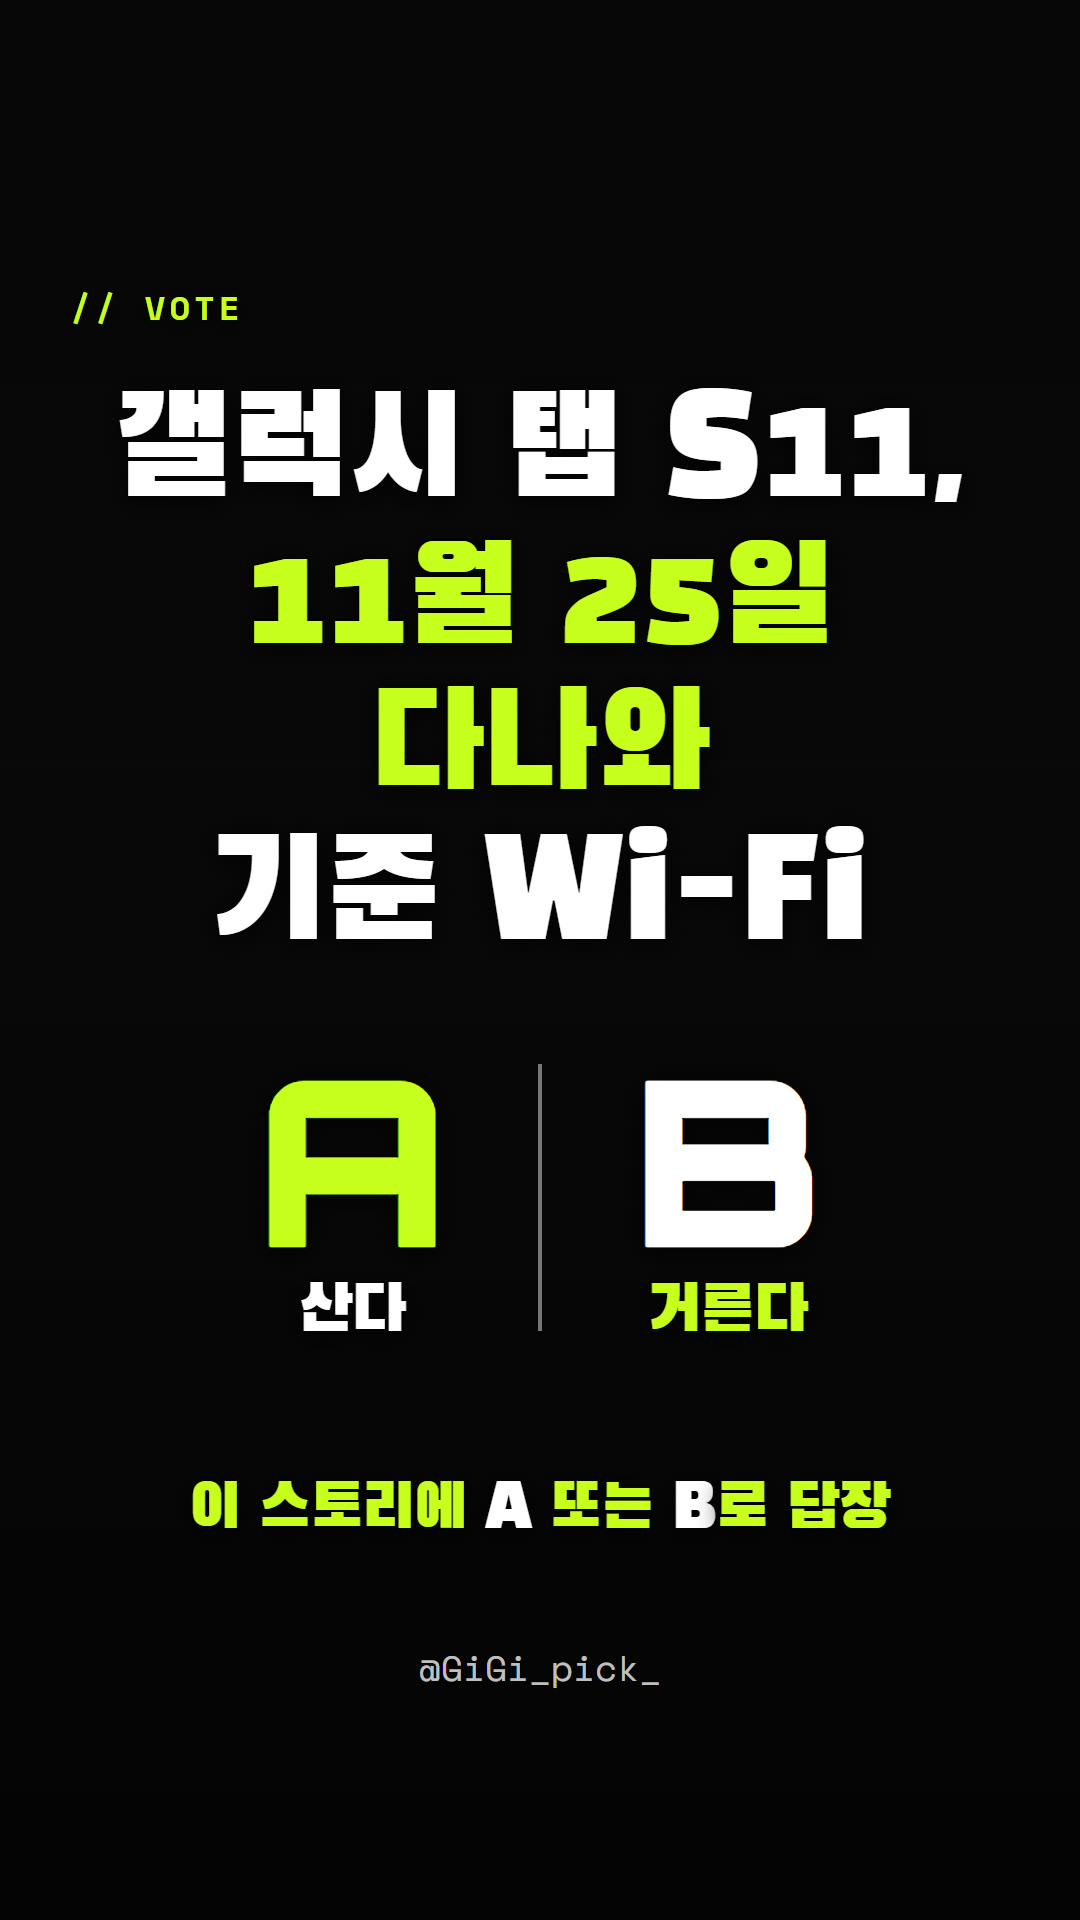 // VOTE
갤럭시 탭 S11,
11월 25일
다나와
기준 Wi-Fi
A
B
산다
거른다
이 스토리에 A 또는 B로 답장
@GiGi_pick_